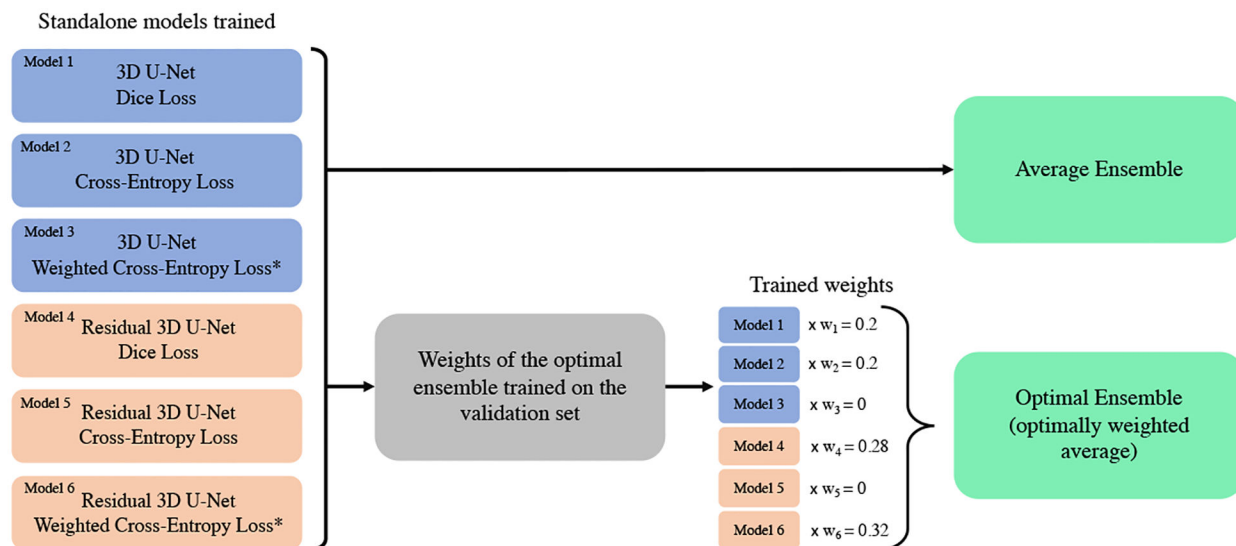 Standalone models trained
Model 1
3D U-Net
Dice Loss
Model 2
3D U-Net
Cross-Entropy Loss
Model 3
3D U-Net
Weighted Cross-Entropy Loss*
Model 4
Residual 3D U-Net
Dice Loss
Model 5
Residual 3D U-Net
Cross-Entropy Loss
Model 6
Residual 3D U-Net
Weighted Cross-Entropy Loss*
Weights of the optimal
ensemble trained on the
validation set
Trained weights
Model 1 x w₁ = 0.2
Model 2 x w₂ = 0.2
Model 3 x w₃ = 0
Model 4 x w₄ = 0.28
Model 5 x w₅ = 0
Model 6 x w₆ = 0.32
Average Ensemble
Optimal Ensemble
(optimally weighted
average)